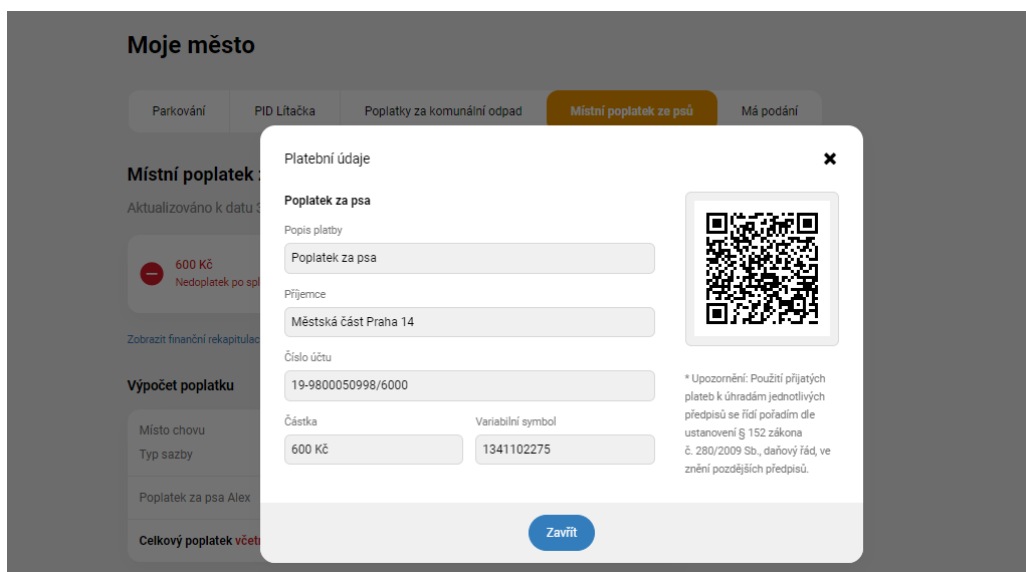 Moje město
Parkování
PID Lítačka
Poplatky za komunální odpad
Místní poplatek ze psů
Má podání
Místní poplatek
Aktualizováno k datu
600 Kč
Nedoplatek po
Zobrazit finanční
Výpočet poplatku
Místo chovu
Typ sazby
Poplatek za psa Alex
Celkový poplatek
Platební údaje
Poplatek za psa
Popis platby
Poplatek za psa
Příjemce
Městská část Praha 14
Číslo účtu
19-9800050998/6000
Částka
Variabilní symbol
600 Kč
1341102275
* Upozornění: Použití přijatých
plateb k úhradám jednotlivých
předpisů se řídí pořadím dle
ustanovení § 152 zákona
č. 280/2009 Sb., daňový řád, ve
znění pozdějších předpisů.
Zavřít